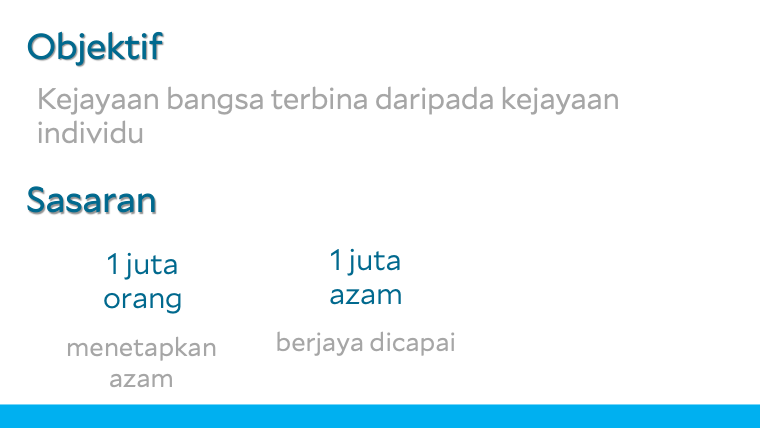 Objektif
Kejayaan bangsa terbina daripada kejayaan
individu
Sasaran
1 juta
orang
menetapkan
azam
1 juta
azam
berjaya dicapai